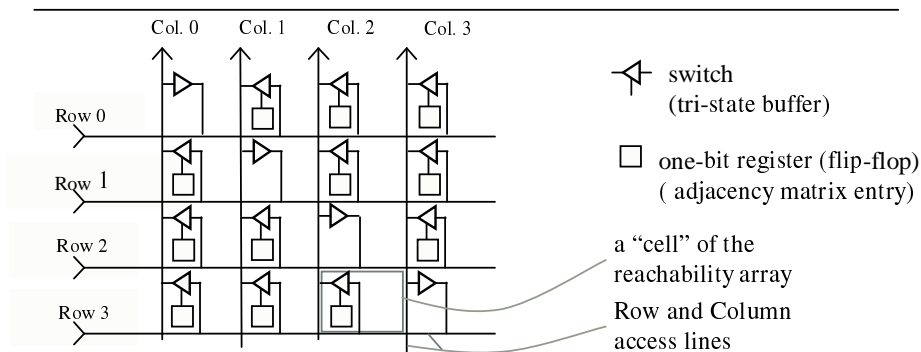 Col. 0
Col. 1
Col. 2
Col. 3
Row 0
Row 1
Row 2
Row 3
switch
(tri-state buffer)
one-bit register (flip-flop)
( adjacency matrix entry)
a “cell” of the
reachability array
Row and Column
access lines